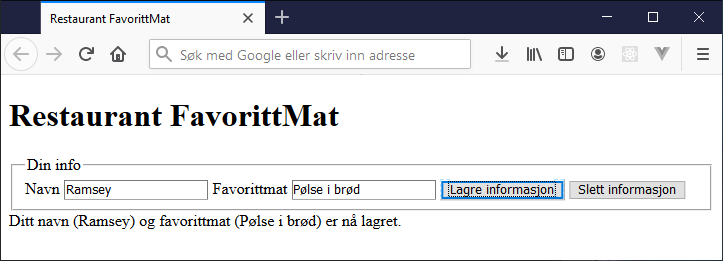 Restaurant FavorittMat
Søk med Google eller skriv inn adresse
Restaurant FavorittMat
Din info
Navn Ramsey Favorittmat Pølse i brød Lagre informasjon Slett informasjon
Ditt navn (Ramsey) og favorittmat (Pølse i brød) er nå lagret.